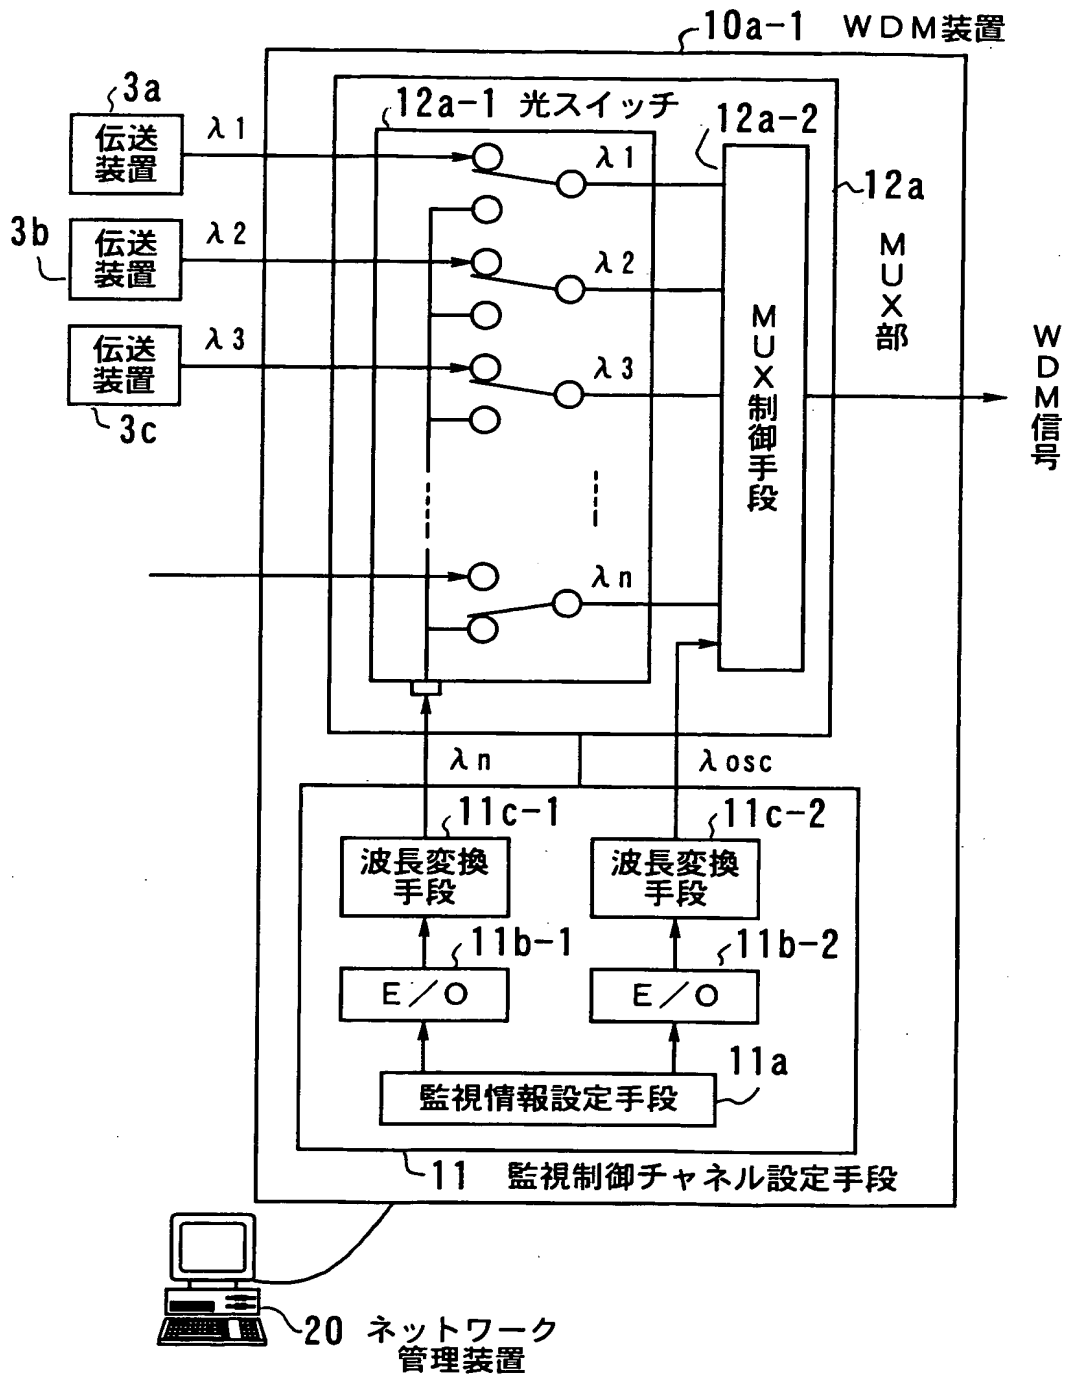 10a-1 WDM装置
3a
伝送
装置
λ1
12a-1 光スイッチ
12a-2
λ1
12a
3b
伝送
装置
λ2
λ2
MUX部
伝送
装置
λ3
λ3
3c
MUX制御手段
WDM信号
λn
λn
λosc
11c-1
11c-2
波長変換
手段
波長変換
手段
11b-1
11b-2
E/O
E/O
11a
監視情報設定手段
11 監視制御チャネル設定手段
20 ネットワーク
管理装置